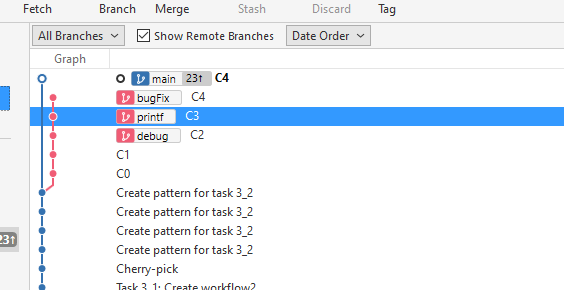 Fetch Branch Merge Stash Discard Tag
All Branches Show Remote Branches Date Order
Graph
main 23↑ C4
bugFix C4
printf C3
debug C2
C1
C0
Create pattern for task 3_2
Create pattern for task 3_2
Create pattern for task 3_2
23↑ Create pattern for task 3_2
Cherry-pick
Task 3_1: Create workflow2